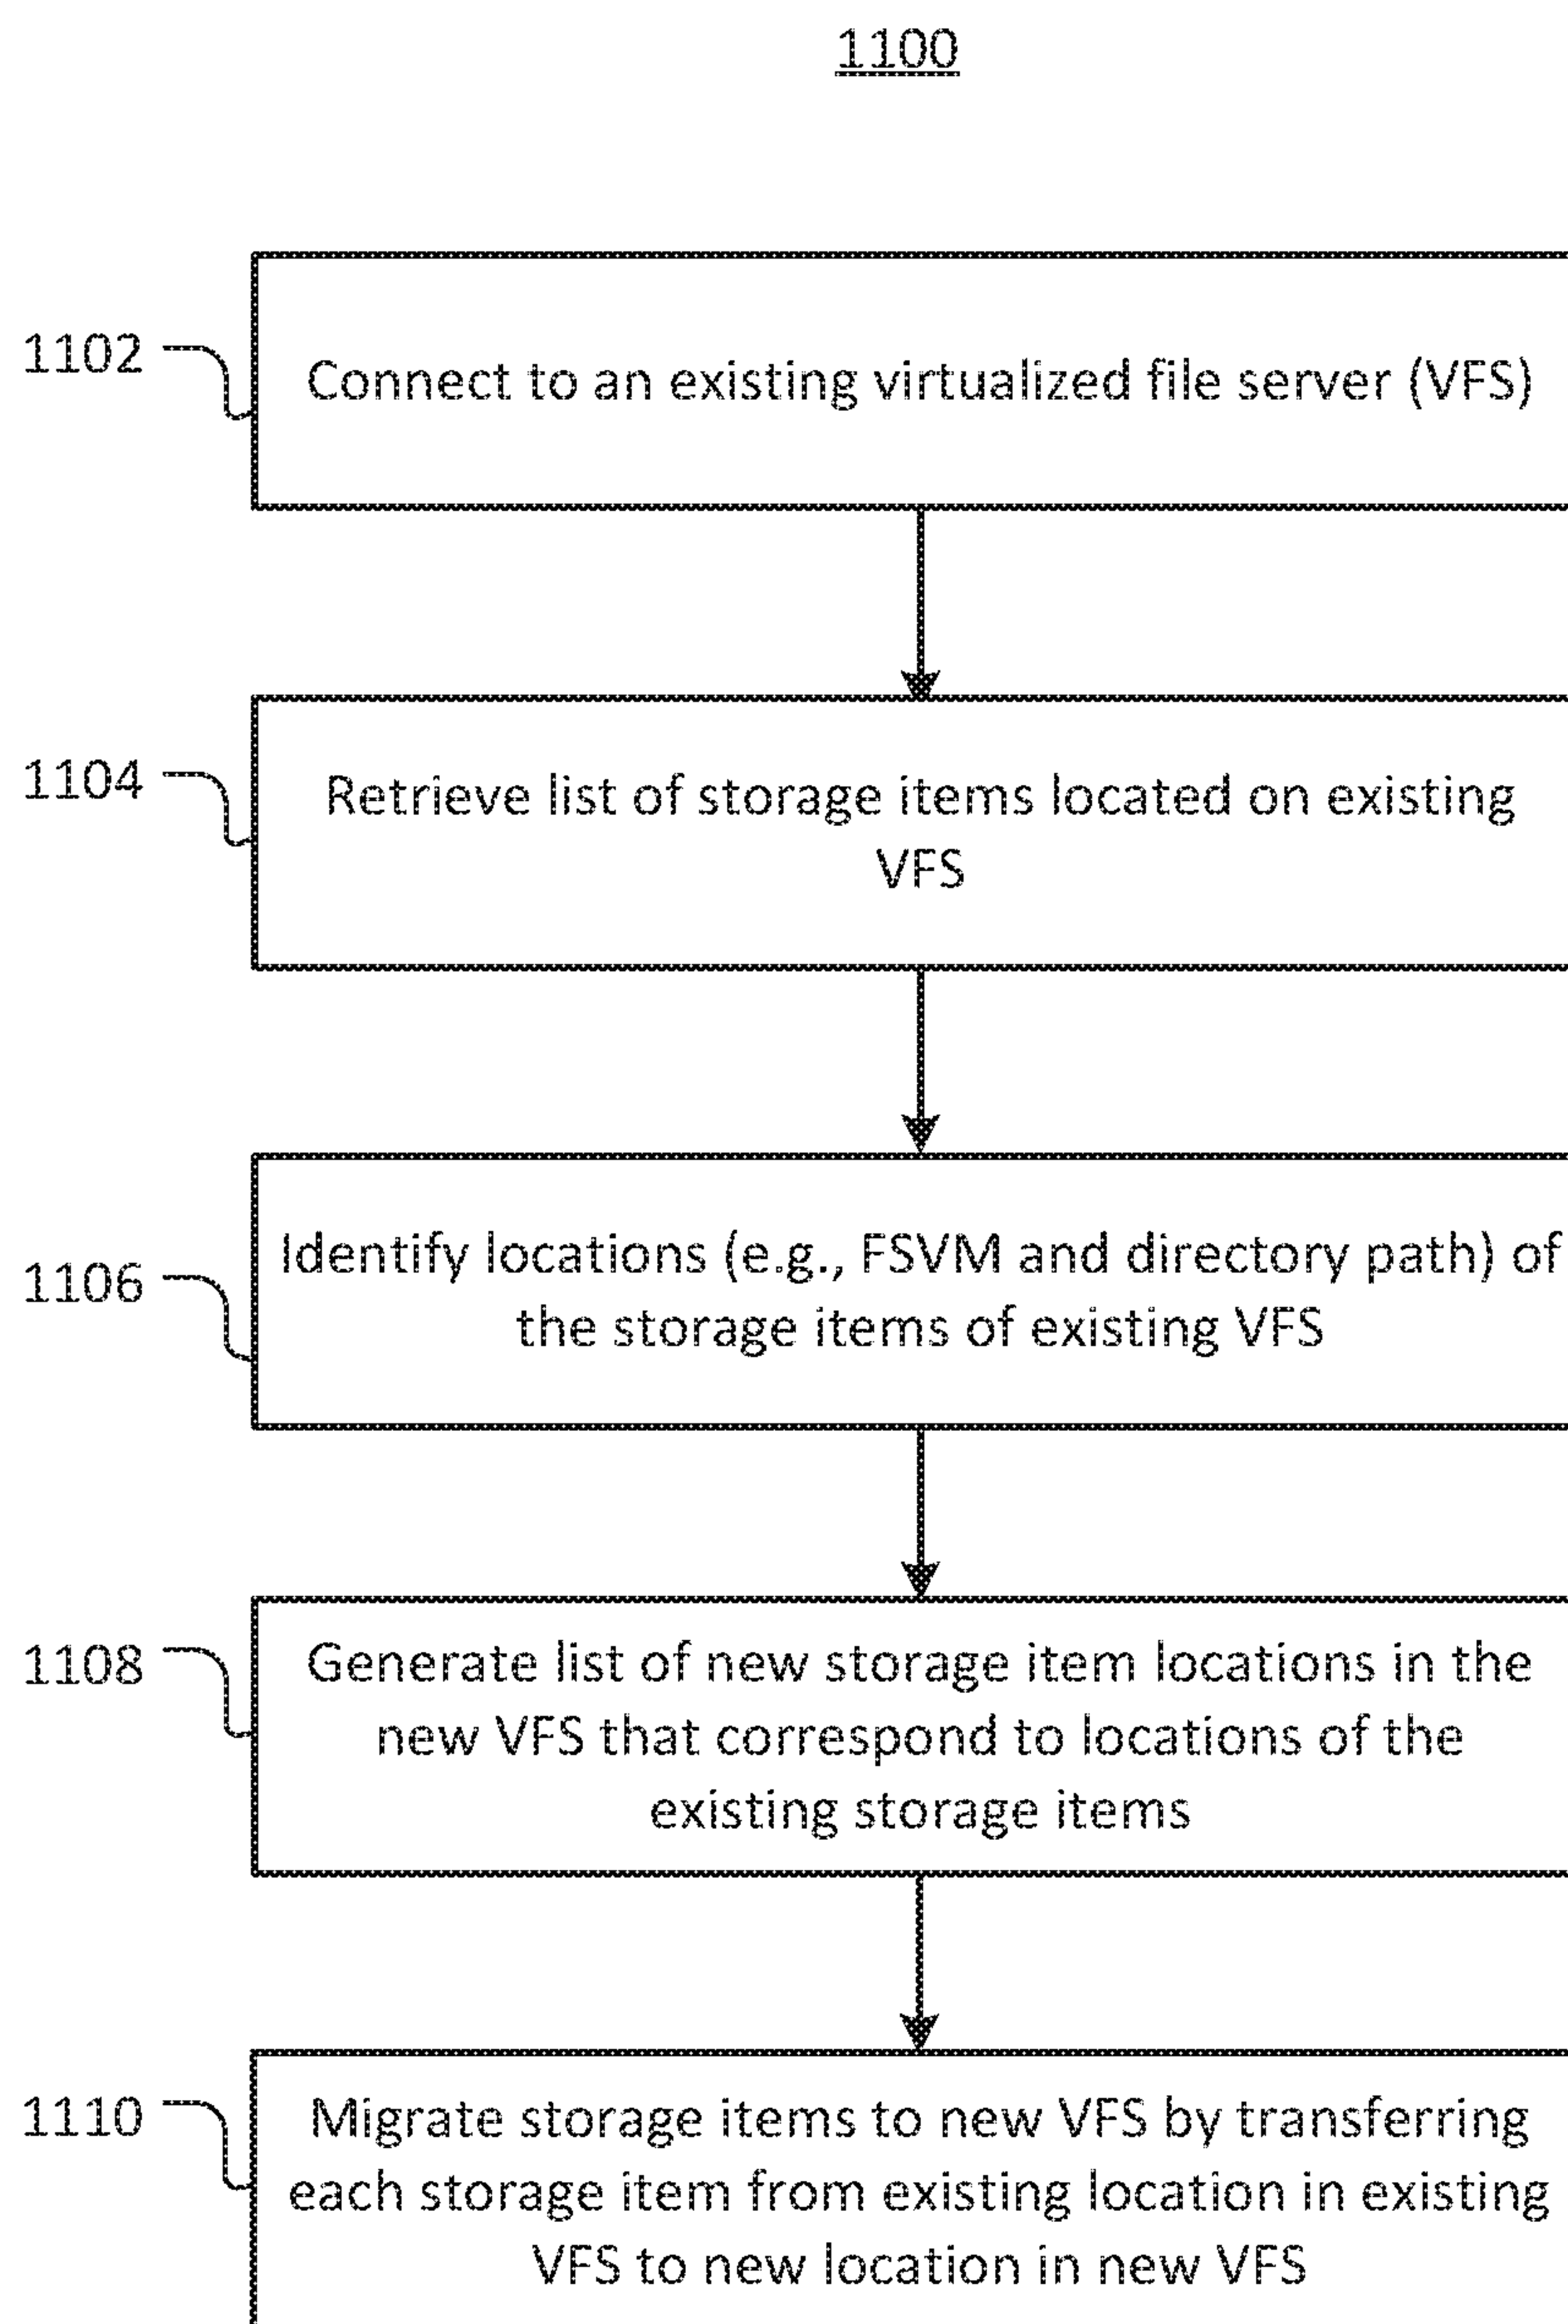 1100
1102
Connect to an existing virtualized file server (VFS)
1104
Retrieve list of storage items located on existing
VFS
1106
Identify locations (e.g., FSVM and directory path) of
the storage items of existing VFS
1108
Generate list of new storage item locations in the
new VFS that correspond to locations of the
existing storage items
1110
Migrate storage items to new VFS by transferring
each storage item from existing location in existing
VFS to new location in new VFS